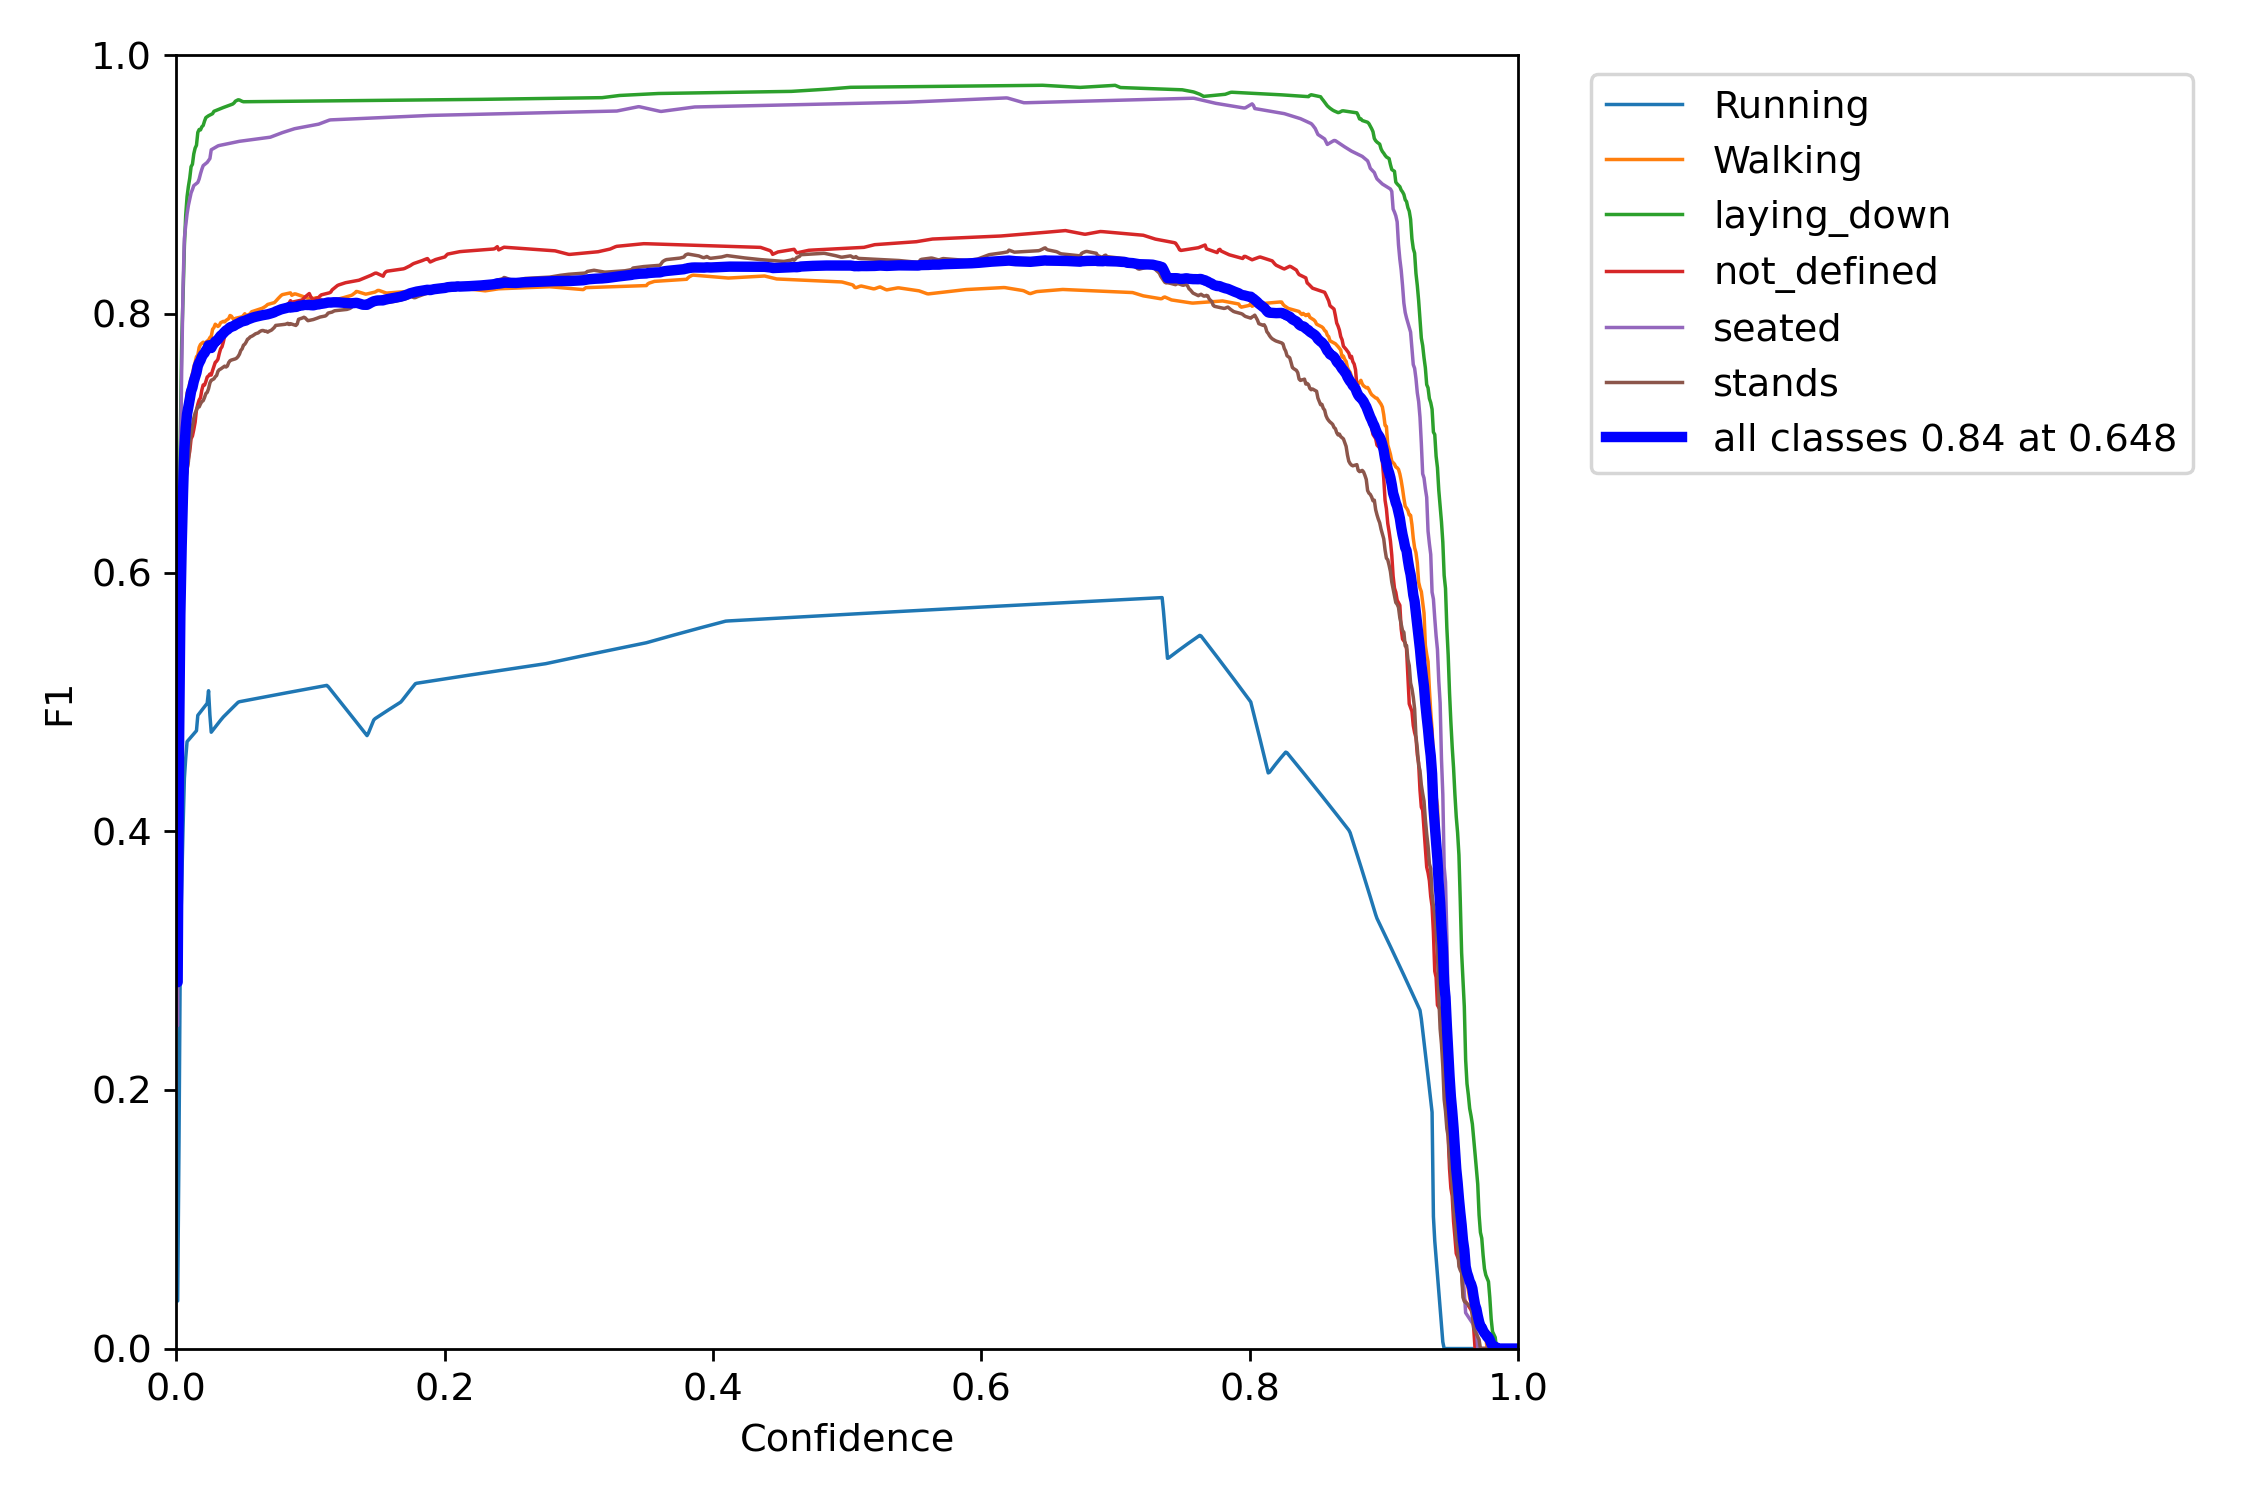 1.0
0.8
0.6
0.4
0.2
0.0
F1
0.0 0.2 0.4 0.6 0.8 1.0
Confidence
Running
Walking
laying_down
not_defined
seated
stands
all classes 0.84 at 0.648